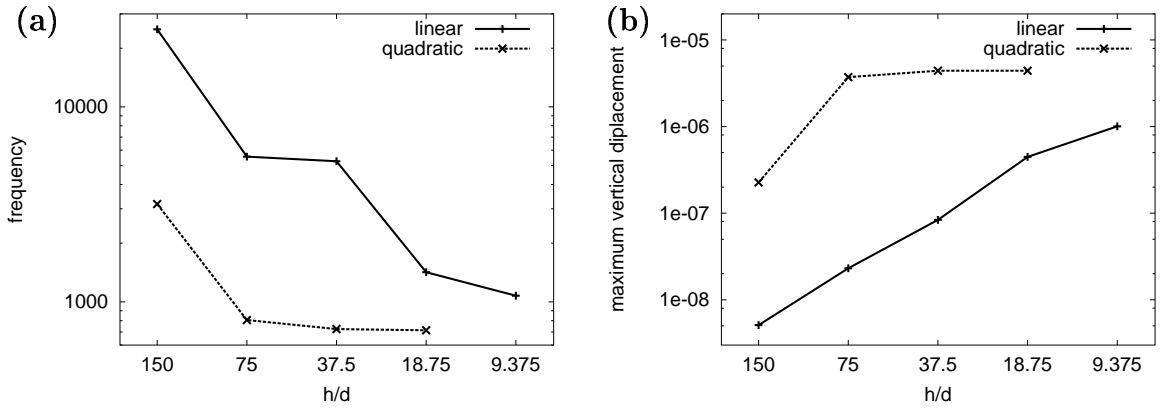 (a)
frequency
10000
1000
150 75 37.5 18.75 9.375
h/d
linear
quadratic
(b)
maximum vertical diplacement
1e-05
1e-06
1e-07
1e-08
150 75 37.5 18.75 9.375
h/d
linear
quadratic